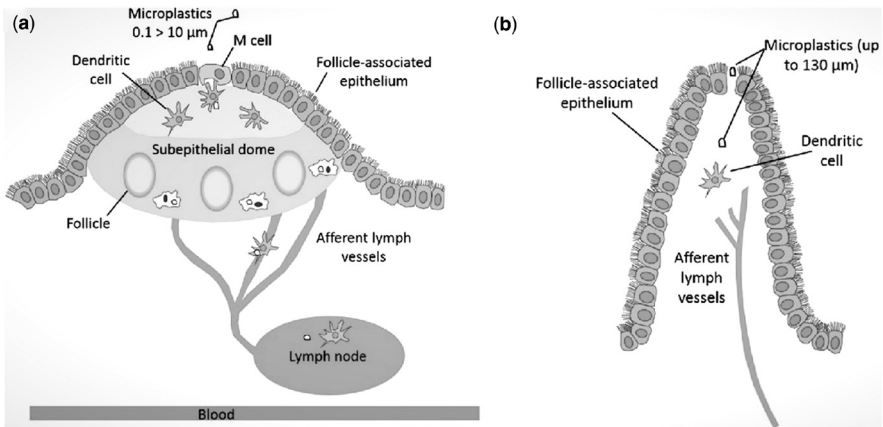 (a)
Microplastics
0.1 > 10 μm
M cell
Dendritic
cell
Follicle-associated
epithelium
Subepithelial dome
Follicle
Afferent lymph
vessels
Lymph node
Blood
(b)
Microplastics (up
to 130 μm)
Follicle-associated
epithelium
Dendritic
cell
Afferent
lymph
vessels